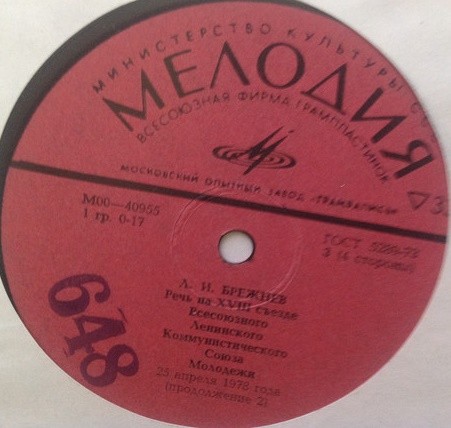 МИНИСТЕРСТВО КУЛЬТУРЫ
МЕЛОДИЯ
ВСЕСОЮЗНАЯ ФИРМА ГРАМПЛАСТИНОК
МОСКОВСКИЙ ОПЫТНЫЙ ЗАВОД «ГРАМЗАПИСЬ»
33
М00—40955
1 гр. 0-17
ГОСТ 5289-73
3 (4 стороны)
Л. И. БРЕЖНЕВ
Речь на XVIII съезде
Всесоюзного
Ленинского
Коммунистического
Союза
Молодежи
25 апреля 1978 года
(продолжение 2)
648